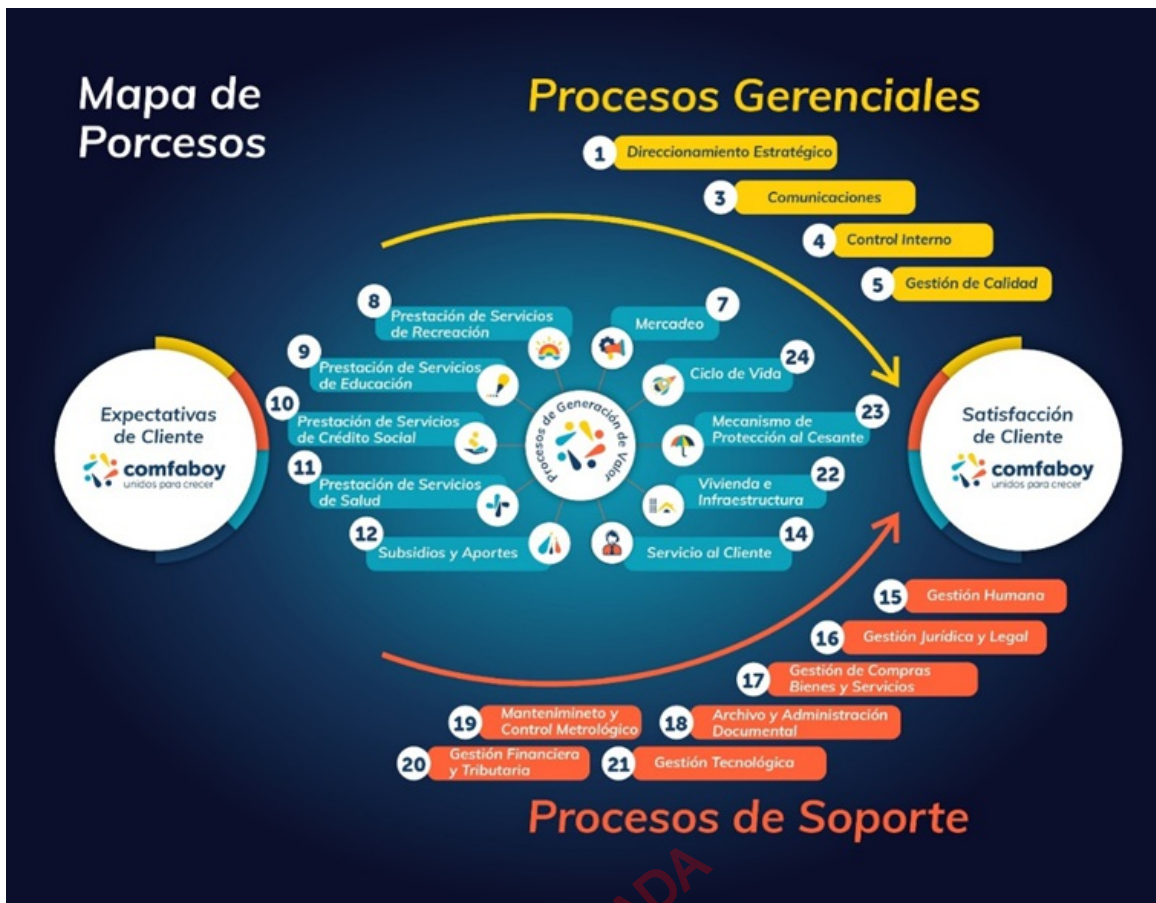 Mapa de
Porcesos
Procesos Gerenciales
1 Direccionamiento Estratégico
3 Comunicaciones
4 Control Interno
5 Gestión de Calidad
8 Prestación de Servicios
de Recreación
7 Mercadeo
9 Prestación de Servicios
de Educación
24 Ciclo de Vida
10 Prestación de Servicios
de Crédito Social
23 Mecanismo de
Protección al Cesante
11 Prestación de Servicios
de Salud
22 Vivienda e
Infraestructura
12 Subsidios y Aportes
14 Servicio al Cliente
Procesos de Generación de Valor
Expectativas
de Cliente
comfaboy
unidos para crecer
Satisfacción
de Cliente
comfaboy
unidos para crecer
15 Gestión Humana
16 Gestión Jurídica y Legal
17 Gestión de Compras
Bienes y Servicios
19 Mantenimineto y
Control Metrológico
18 Archivo y Administración
Documental
20 Gestión Financiera
y Tributaria
21 Gestión Tecnológica
Procesos de Soporte
ADA